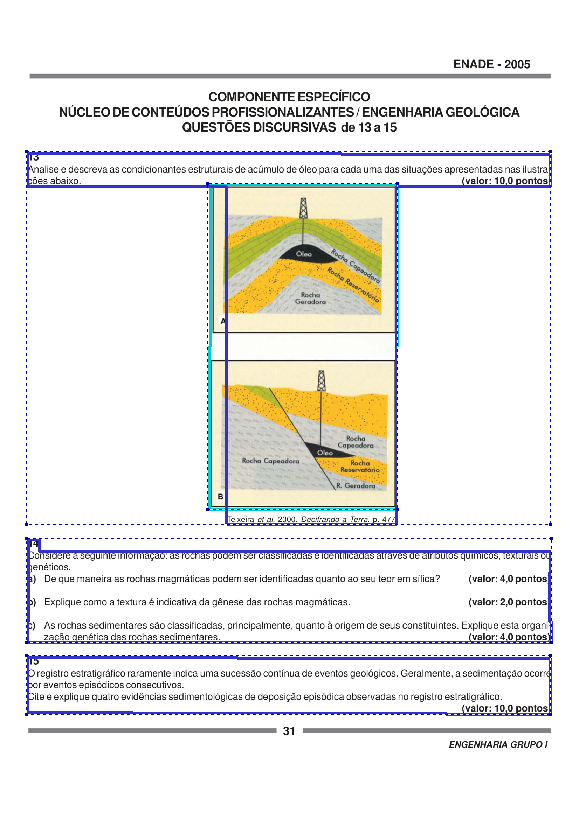 ENADE - 2005
COMPONENTE ESPECÍFICO
NÚCLEO DE CONTEÚDOS PROFISSIONALIZANTES / ENGENHARIA GEOLÓGICA
QUESTÕES DISCURSIVAS de 13 a 15
13
Analise e descreva as condicionantes estruturais de acúmulo de óleo para cada uma das situações apresentadas nas ilustra-
ções abaixo. (valor: 10,0 pontos)
Óleo
Rocha Capeadora
Rocha Reservatório
Rocha
Geradora
A
Rocha
Capeadora
Óleo
Rocha Capeadora
Rocha
Reservatório
R. Geradora
B
Teixeira et al. 2000. Decifrando a Terra. p. 477
14
Considere a seguinte informação: as rochas podem ser classificadas e identificadas através de atributos químicos, texturais ou
genéticos.
a) De que maneira as rochas magmáticas podem ser identificadas quanto ao seu teor em sílica? (valor: 4,0 pontos)
b) Explique como a textura é indicativa da gênese das rochas magmáticas. (valor: 2,0 pontos)
c) As rochas sedimentares são classificadas, principalmente, quanto à origem de seus constituintes. Explique esta organi-
zação genética das rochas sedimentares. (valor: 4,0 pontos)
15
O registro estratigráfico raramente indica uma sucessão contínua de eventos geológicos. Geralmente, a sedimentação ocorre
por eventos episódicos consecutivos.
Cite e explique quatro evidências sedimentológicas de deposição episódica observadas no registro estratigráfico.
(valor: 10,0 pontos)
31
ENGENHARIA GRUPO I